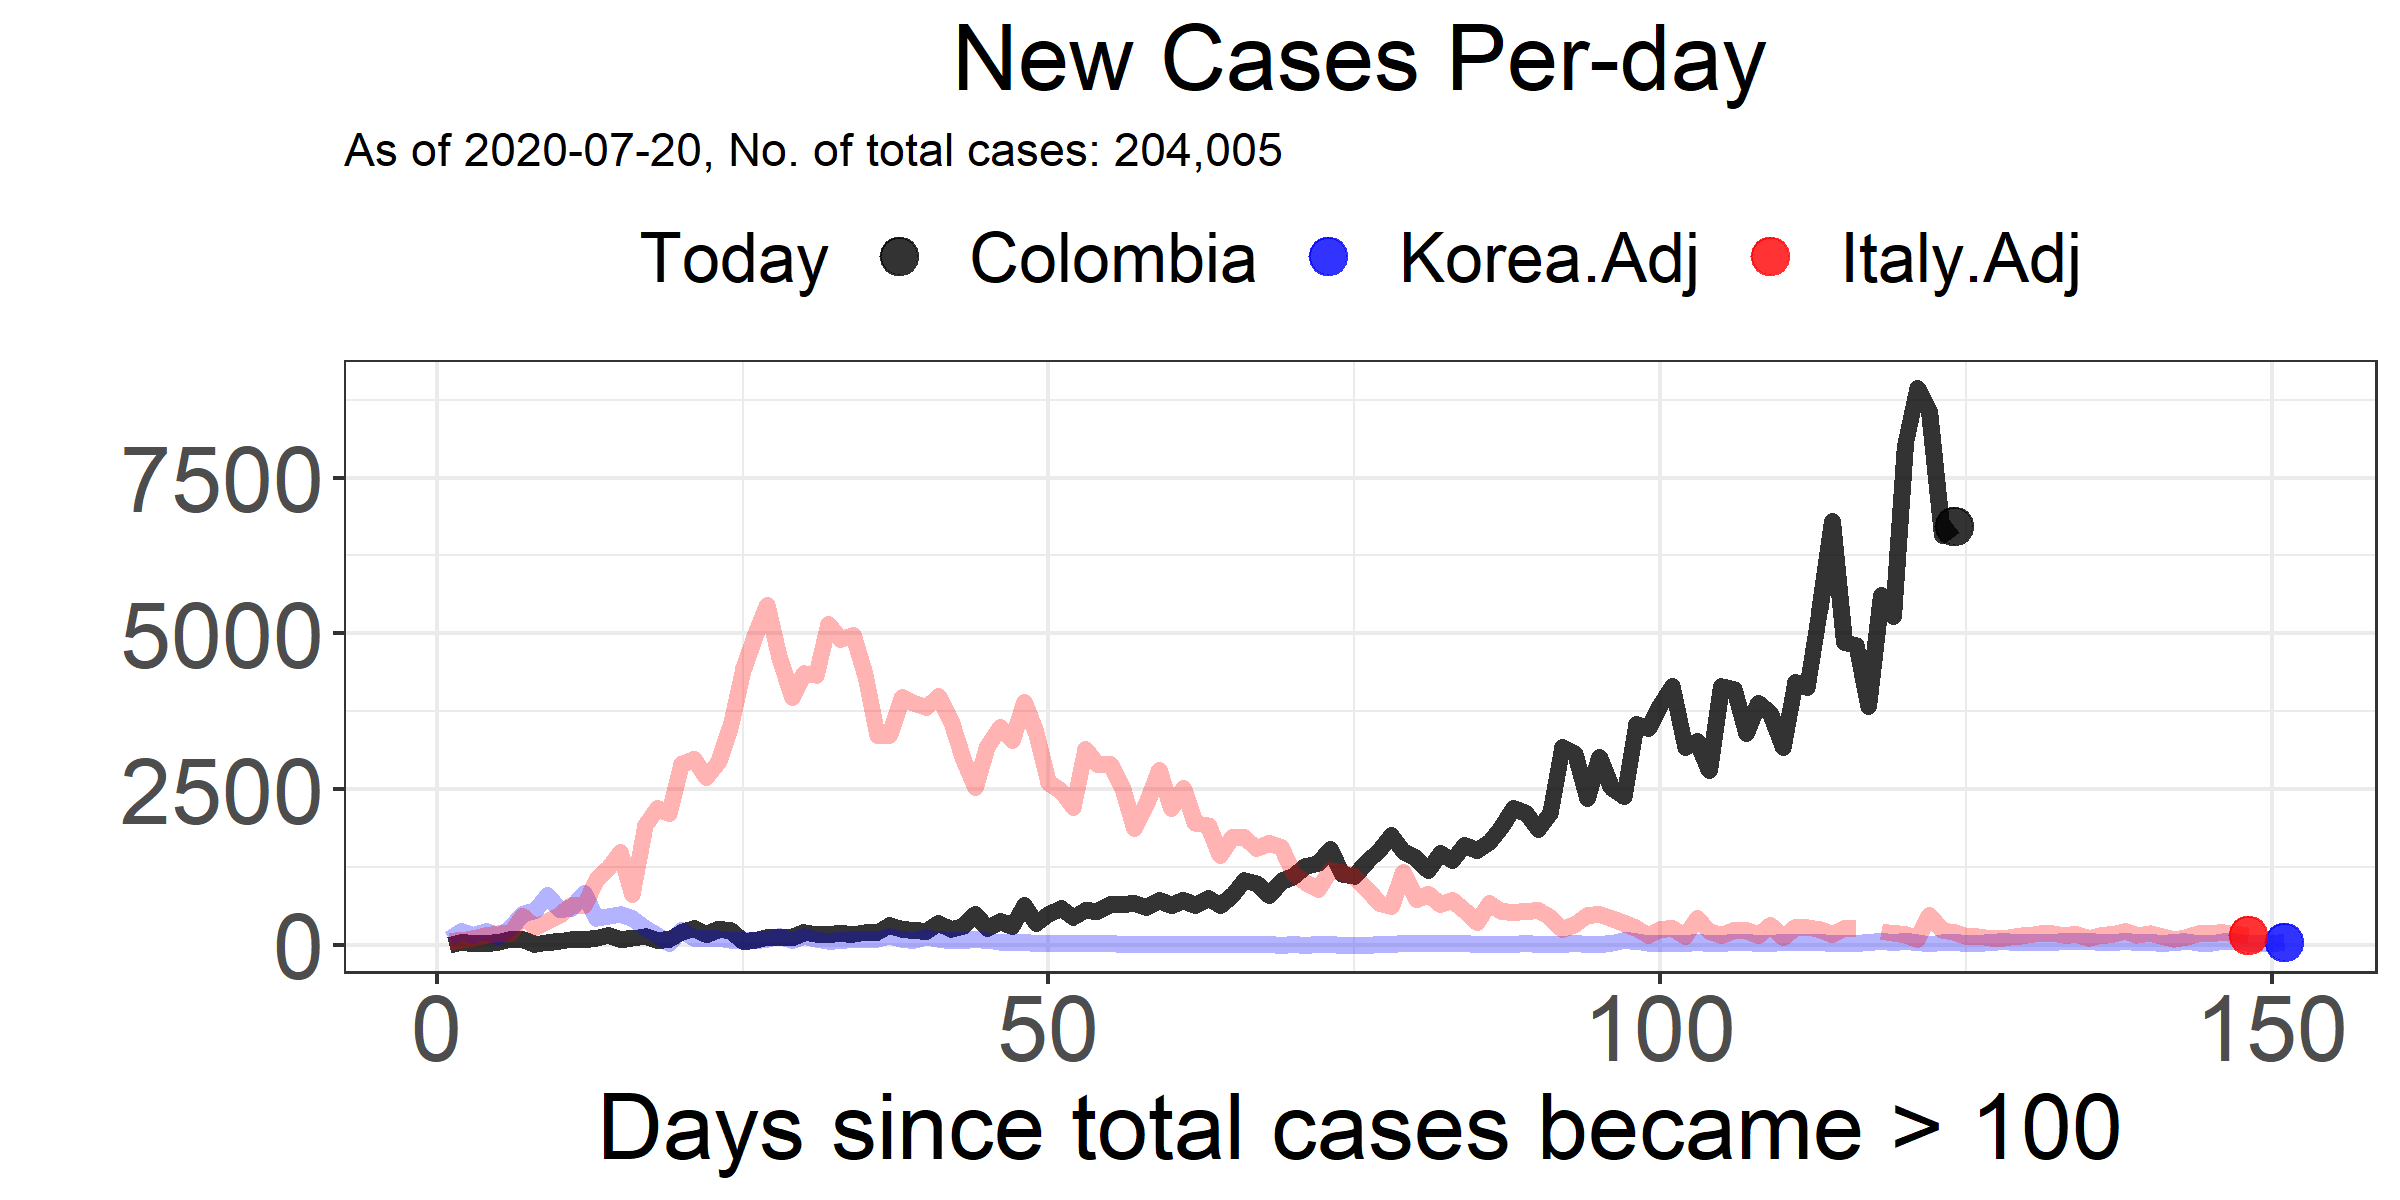 New Cases Per-day
As of 2020-07-20, No. of total cases: 204,005
Today Colombia Korea.Adj Italy.Adj
7500
5000
2500
0
0 50 100 150
Days since total cases became > 100